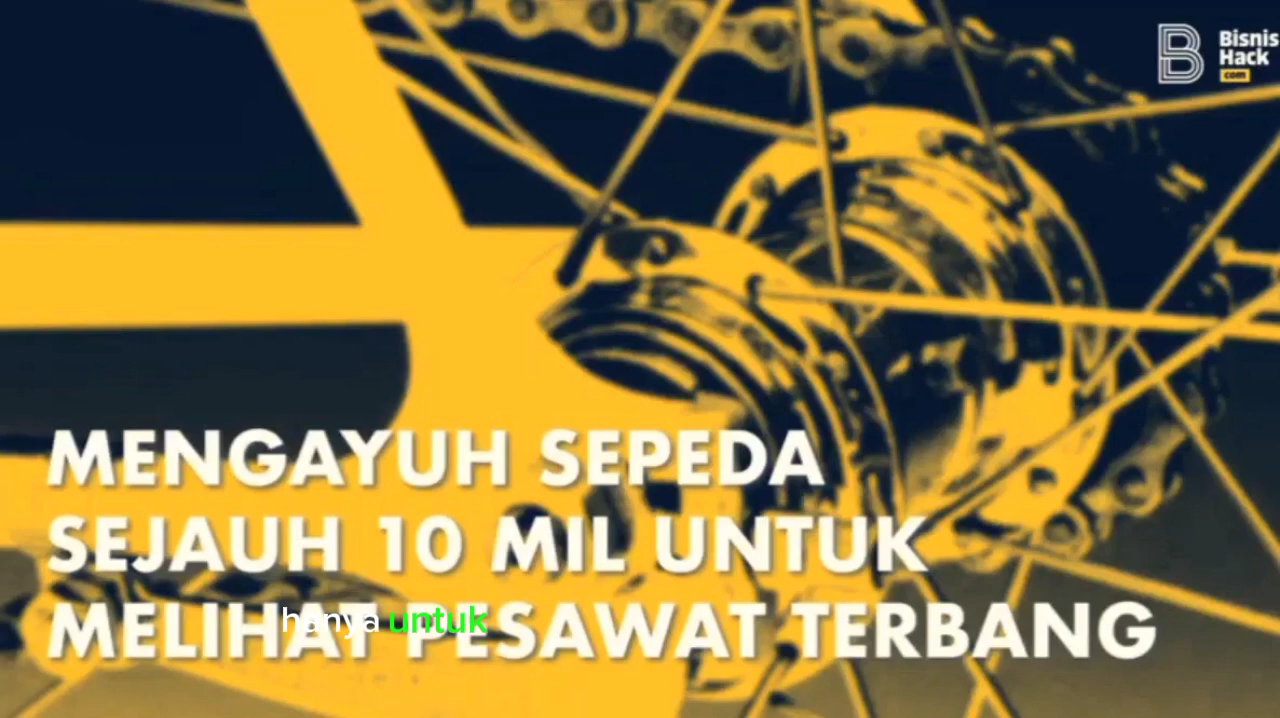 Bisnis
Hack
com
MENGAYUH SEPEDA
SEJAUH 10 MIL UNTUK
MELIHAT PESAWAT TERBANG
hanya untuk